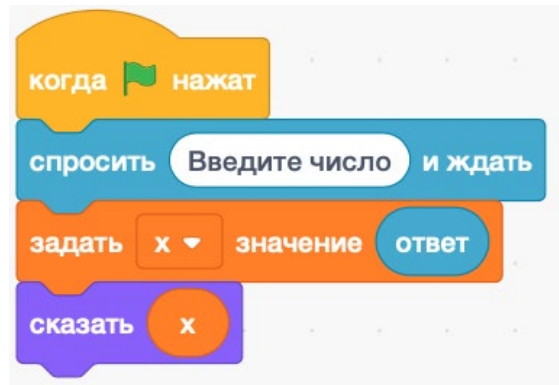 когда нажат
спросить Введите число и ждать
задать x значение ответ
сказать x